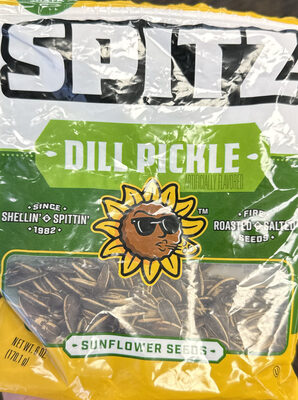 SPITZ
DILL PICKLE
ARTIFICIALLY FLAVORED
SINCE
SHELLIN' SPITTIN'
1982
TM
FIRE
ROASTED SALTED
SEEDS
SUNFLOWER SEEDS
NET WT. 6 OZ.
(170.1 g)
U